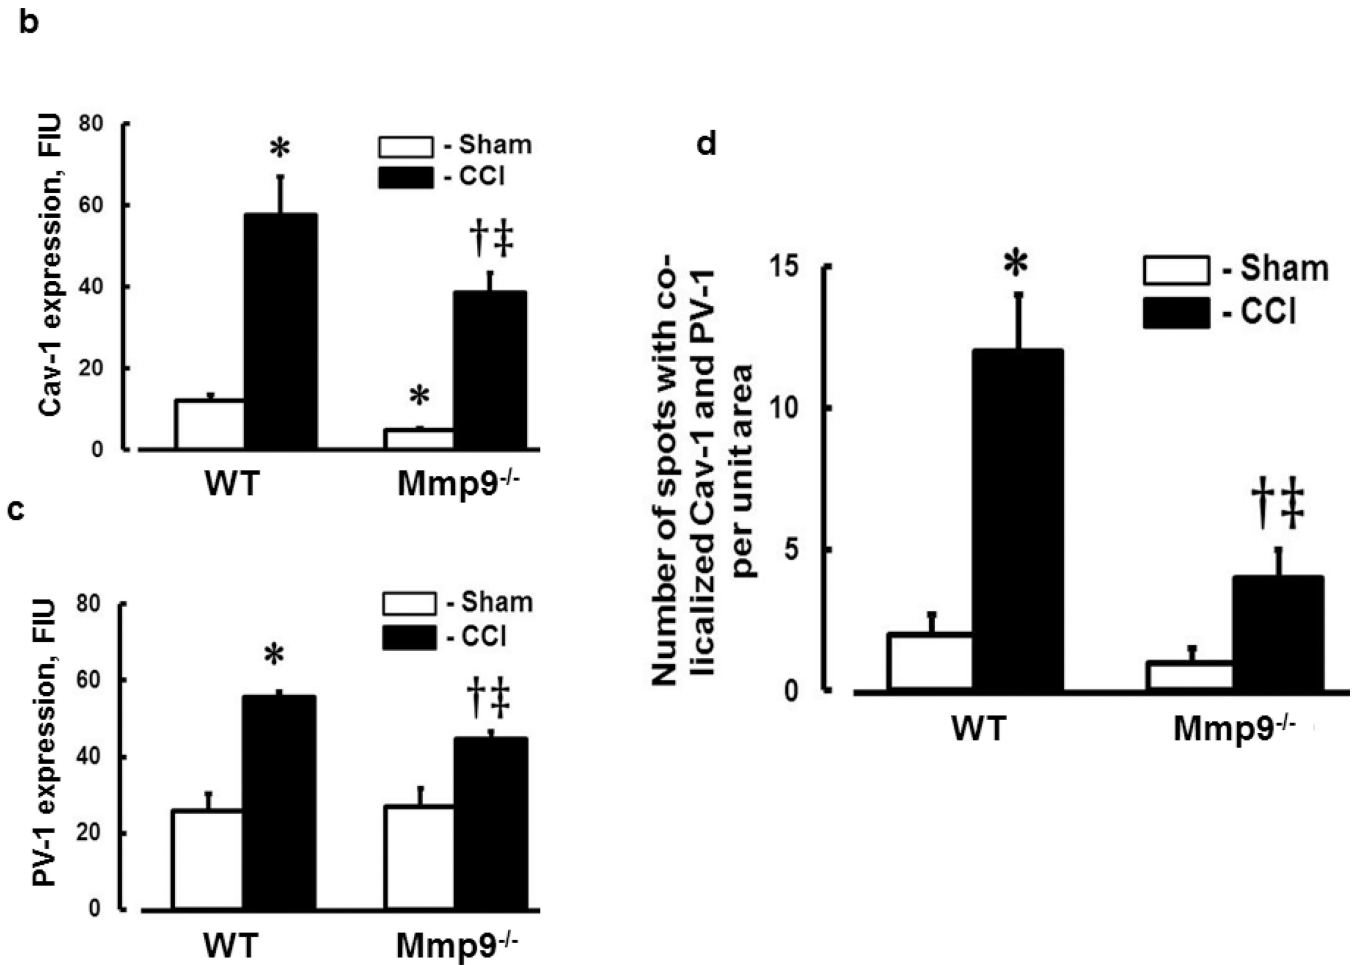 b
Cav-1 expression, FIU
80
60
40
20
0
*
- Sham
- CCI
*
†‡
WT
Mmp9-/-
c
PV-1 expression, FIU
80
60
40
20
0
*
- Sham
- CCI
†‡
WT
Mmp9-/-
d
Number of spots with co-
licalized Cav-1 and PV-1
per unit area
15
10
5
0
*
- Sham
- CCI
†‡
WT
Mmp9-/-